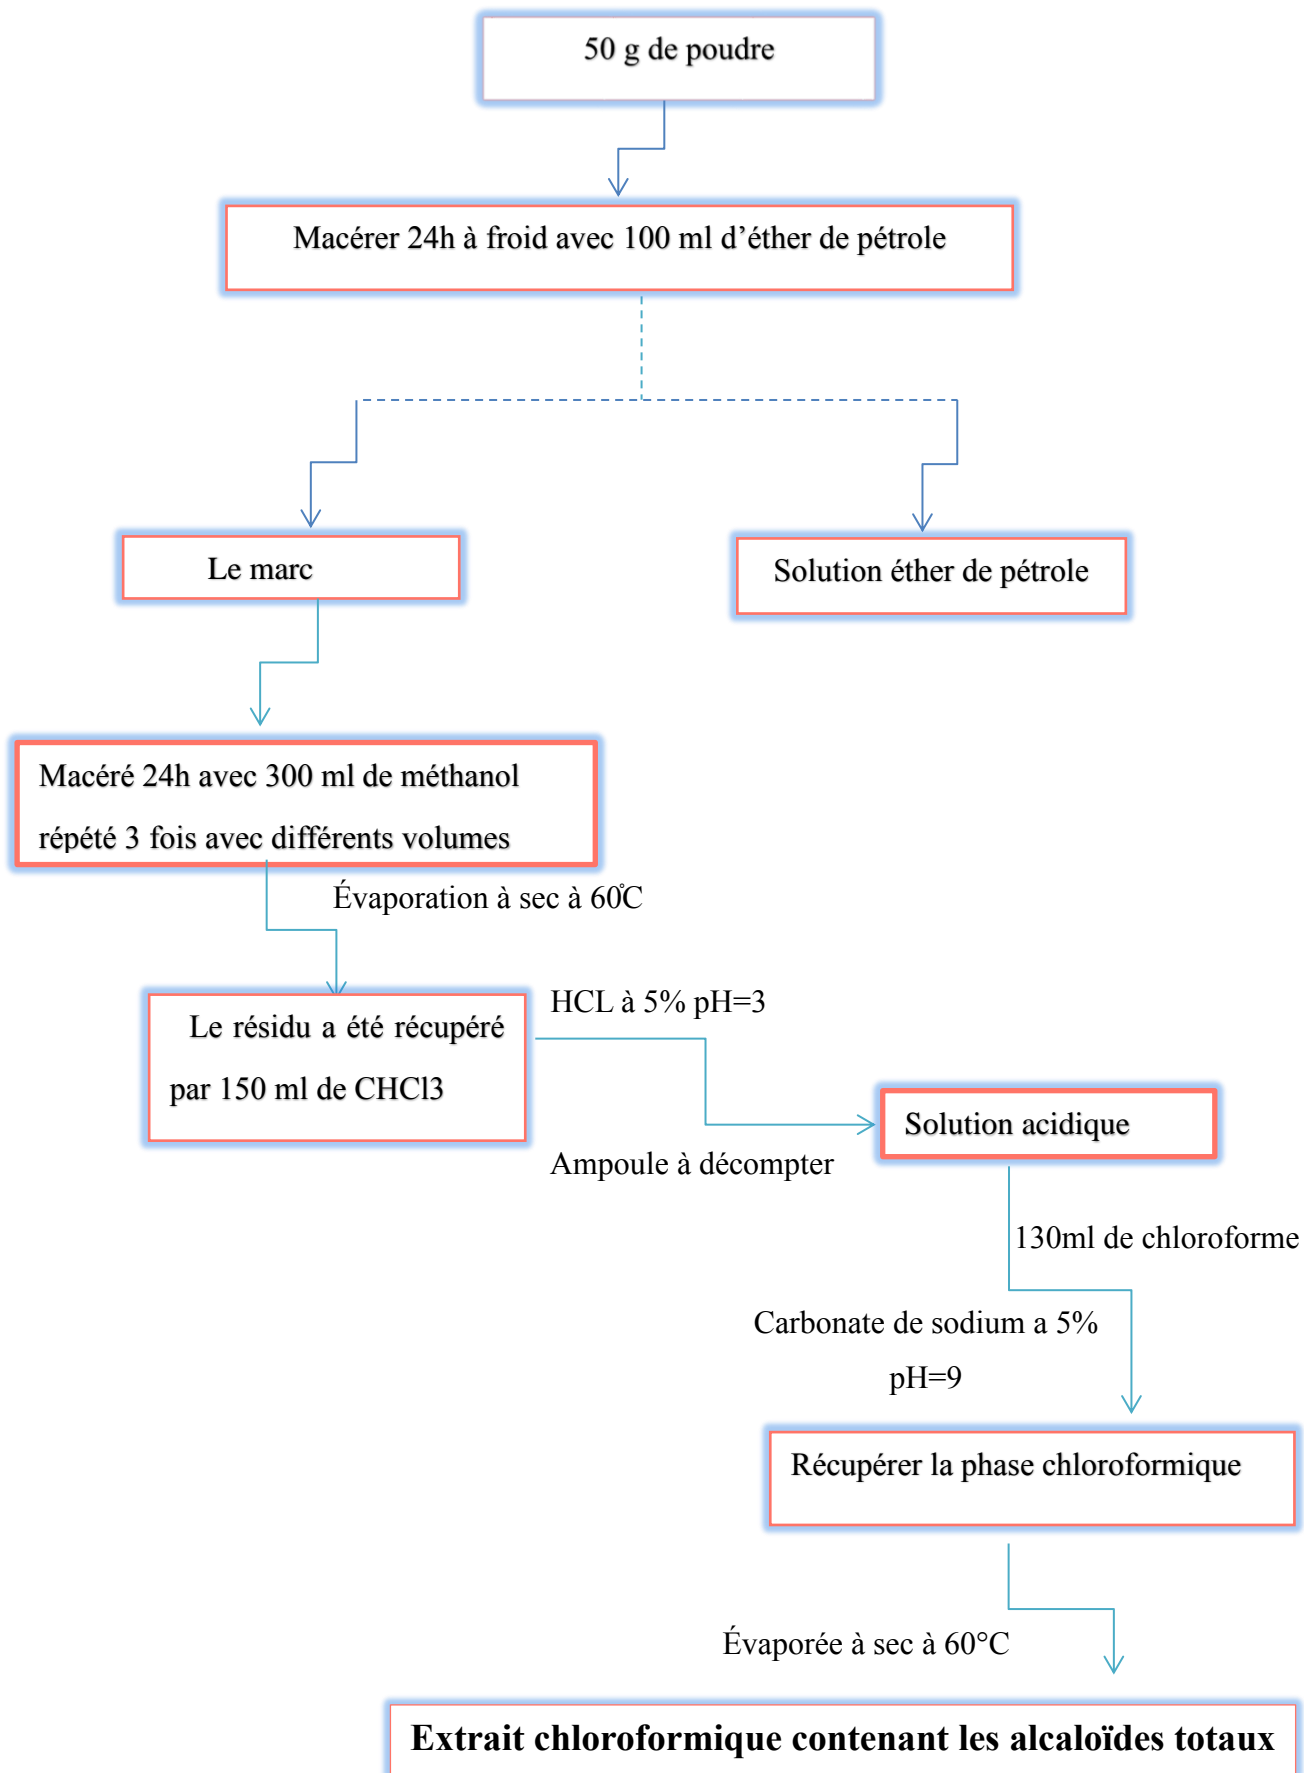 50 g de poudre
Macérer 24h à froid avec 100 ml d’éther de pétrole
Le marc
Solution éther de pétrole
Macéré 24h avec 300 ml de méthanol
répété 3 fois avec différents volumes
Évaporation à sec à 60°C
Le résidu a été récupéré
par 150 ml de CHCl3
HCL à 5% pH=3
Ampoule à décompter
Solution acidique
130ml de chloroforme
Carbonate de sodium a 5%
pH=9
Récupérer la phase chloroformique
Évaporée à sec à 60°C
Extrait chloroformique contenant les alcaloïdes totaux